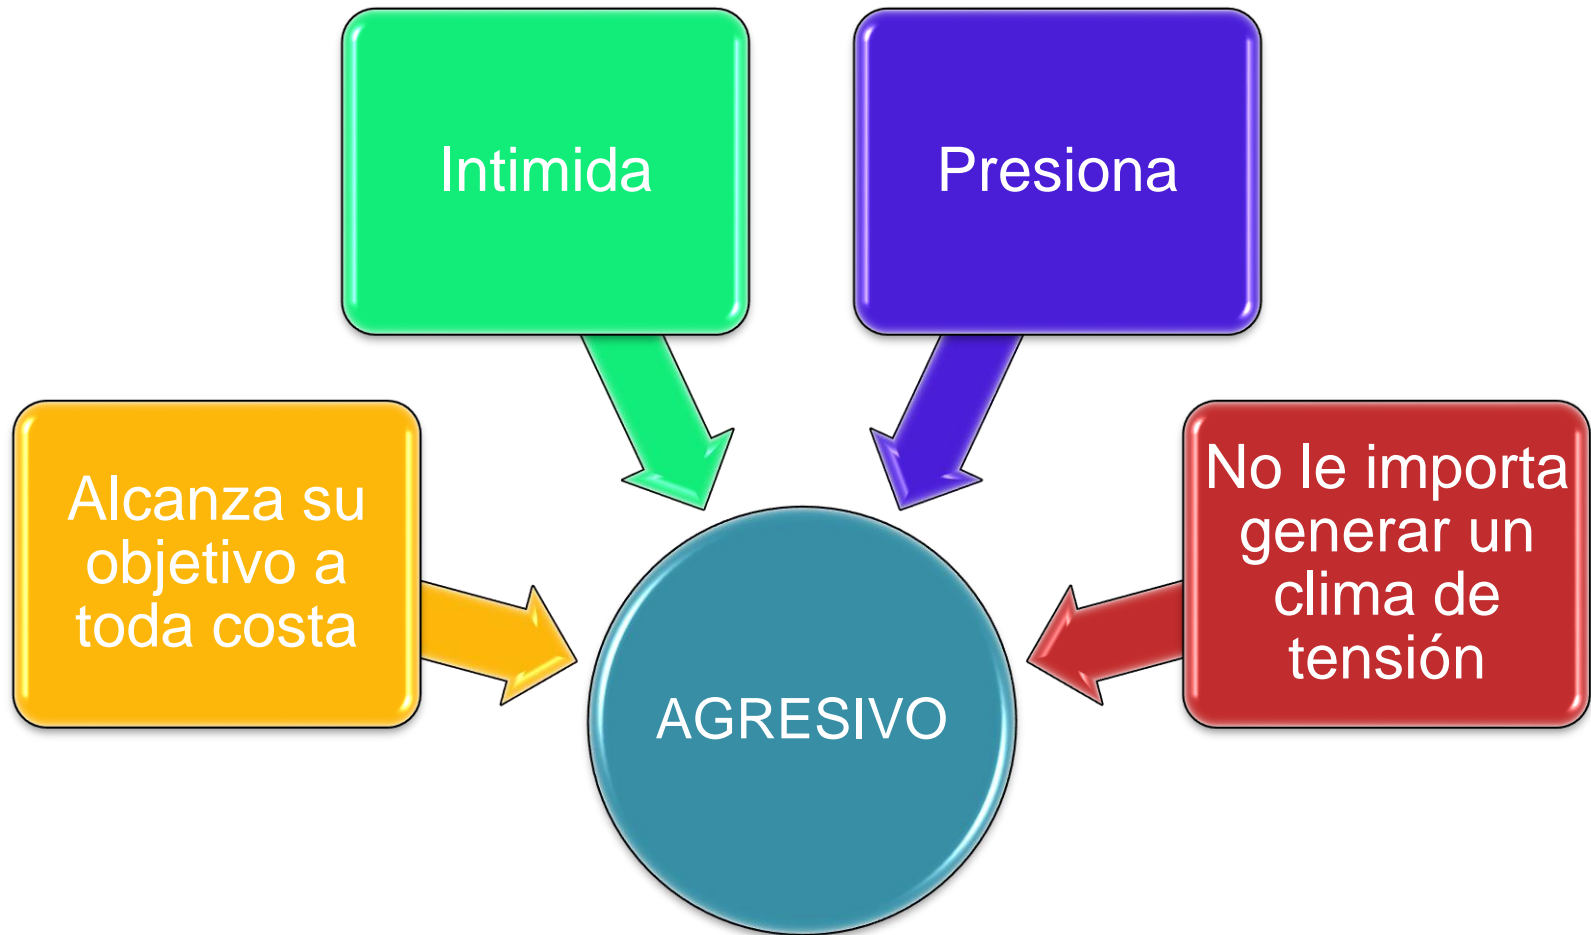 Intimida
Presiona
Alcanza su
objetivo a
toda costa
No le importa
generar un
clima de
tensión
AGRESIVO